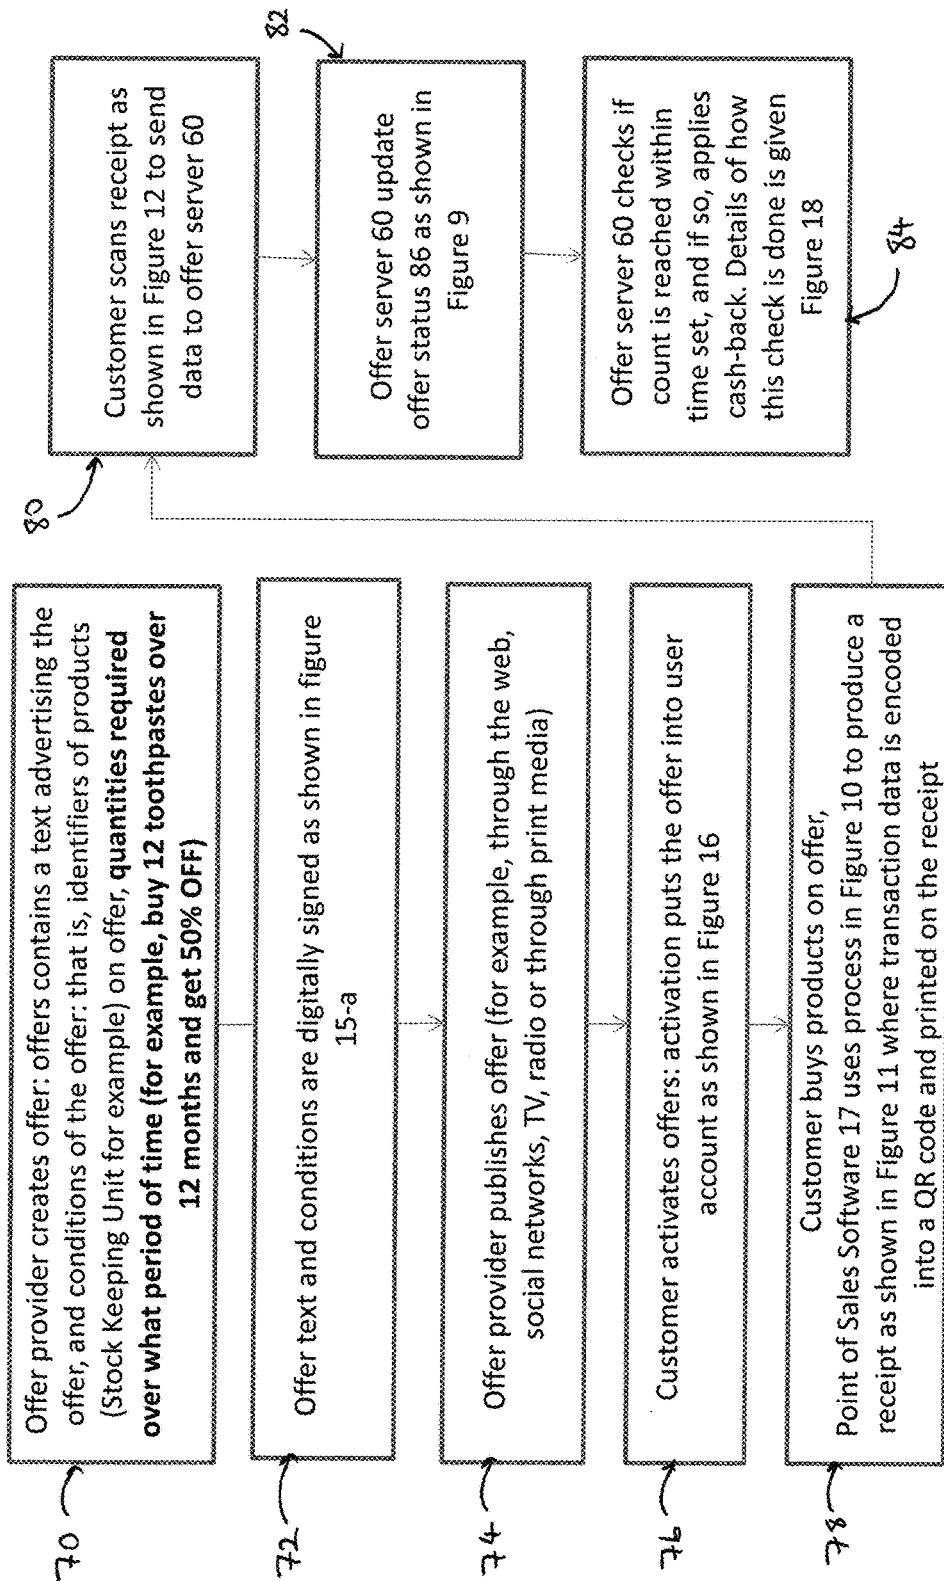 70
Offer provider creates offer: offers contains a text advertising the
offer, and conditions of the offer: that is, identifiers of products
(Stock Keeping Unit for example) on offer, quantities required
over what period of time (for example, buy 12 toothpastes over
12 months and get 50% OFF)
72
Offer text and conditions are digitally signed as shown in figure
15-a
74
Offer provider publishes offer (for example, through the web,
social networks, TV, radio or through print media)
76
Customer activates offers: activation puts the offer into user
account as shown in Figure 16
78
Customer buys products on offer,
Point of Sales Software 17 uses process in Figure 10 to produce a
receipt as shown in Figure 11 where transaction data is encoded
into a QR code and printed on the receipt
80
Customer scans receipt as
shown in Figure 12 to send
data to offer server 60
82
Offer server 60 update
offer status 86 as shown in
Figure 9
84
Offer server 60 checks if
count is reached within
time set, and if so, applies
cash-back. Details of how
this check is done is given
Figure 18